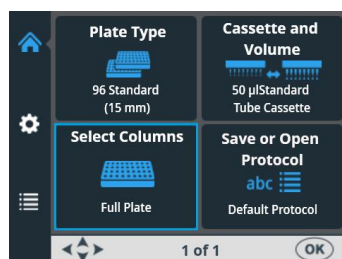 Plate Type
96 Standard
(15 mm)
Cassette and
Volume
50 µlStandard
Tube Cassette
Select Columns
Full Plate
Save or Open
Protocol
abc
Default Protocol
1 of 1
OK